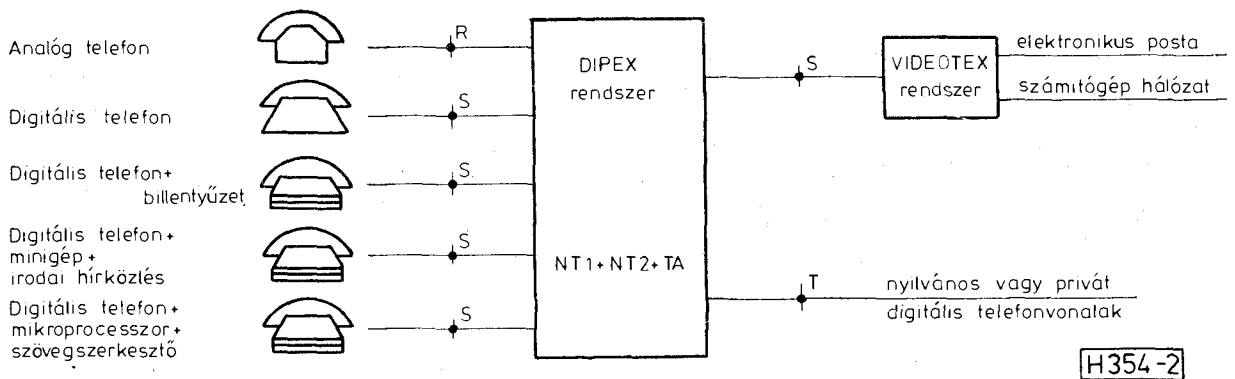 Analóg telefon
R
Digitális telefon
S
Digitális telefon+
billentyűzet
S
Digitális telefon+
minigép+
irodai hírközlés
S
Digitális telefon+
mikroprocesszor+
szövegszerkesztő
S
DIPEX
rendszer
NT1+NT2+TA
S
VIDEOTEX
rendszer
elektronikus posta
számítógép hálózat
T
nyilvános vagy privát
digitális telefonvonalak
H354-2